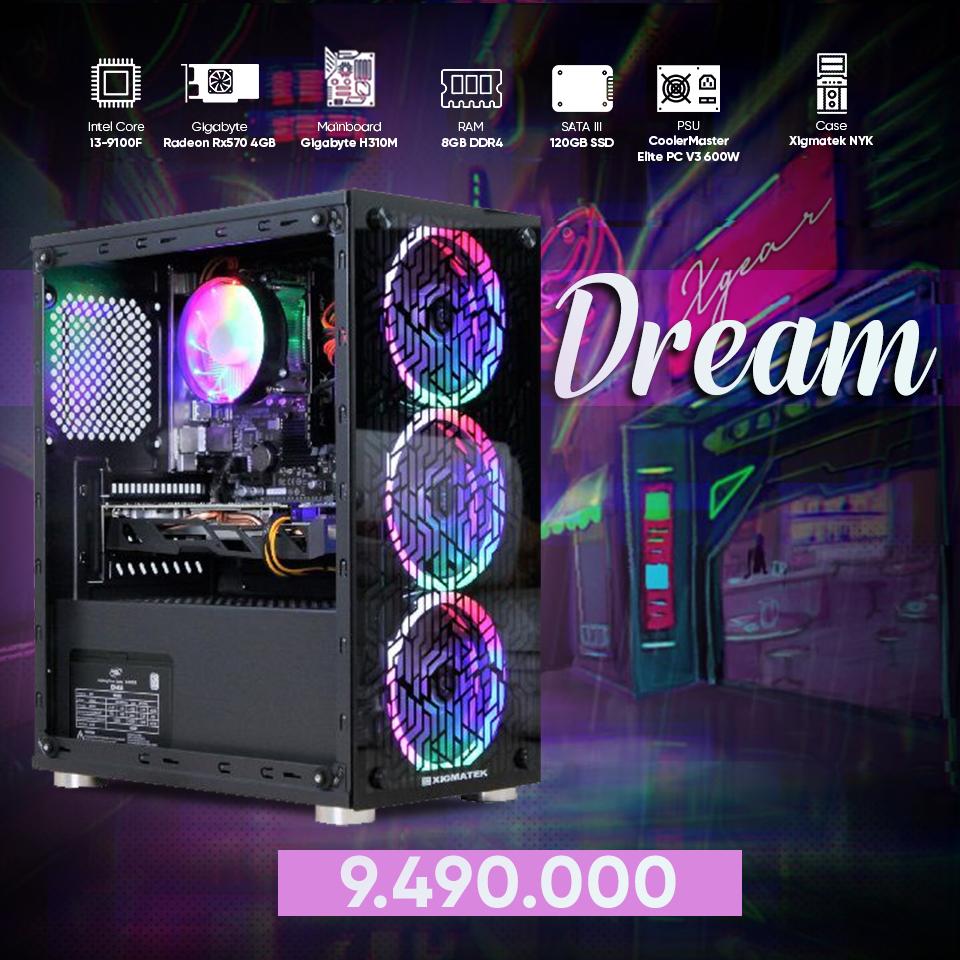 Intel Core
I3-9100F
Gigabyte
Radeon Rx570 4GB
Mainboard
Gigabyte H310M
RAM
8GB DDR4
SATA III
120GB SSD
PSU
CoolerMaster
Elite PC V3 600W
Case
Xigmatek NYK
Xgear
Dream
XIGMATEK
9.490.000